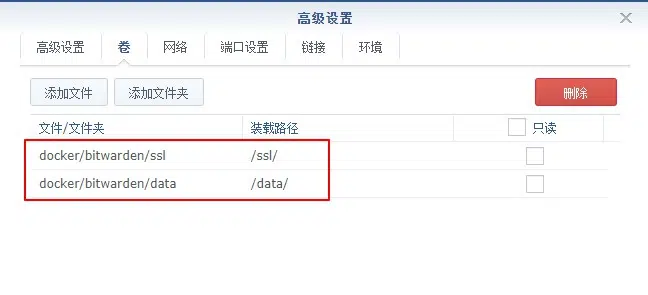 高级设置
高级设置 卷 网络 端口设置 链接 环境
添加文件 添加文件夹 删除
文件/文件夹 装载路径 只读
docker/bitwarden/ssl /ssl/
docker/bitwarden/data /data/